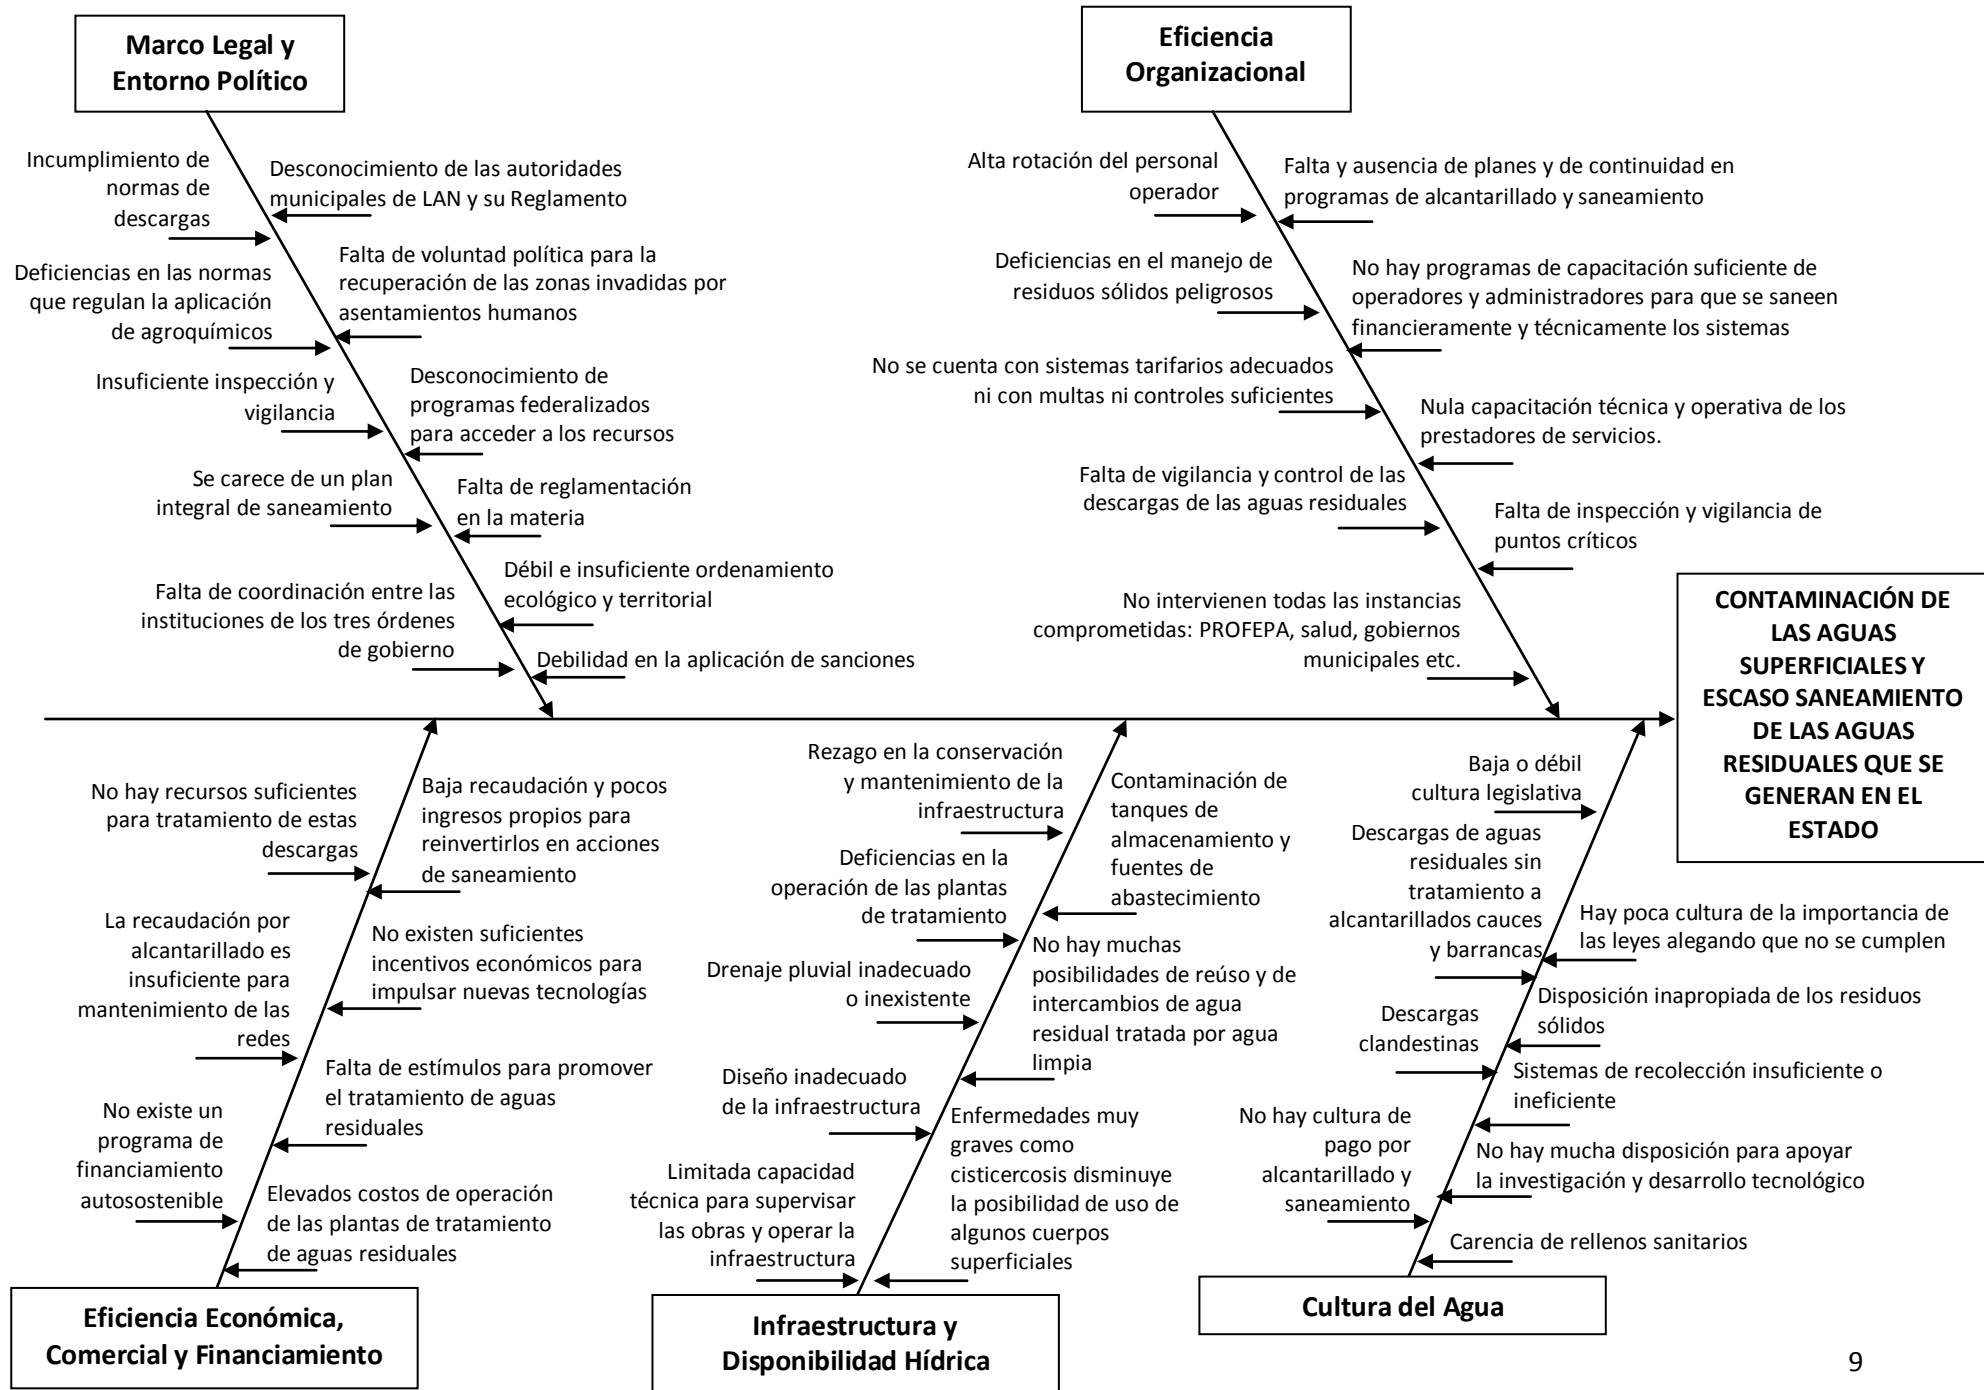 Marco Legal y
Entorno Político
Eficiencia
Organizacional
Incumplimiento de
normas de
descargas
Desconocimiento de las autoridades
municipales de LAN y su Reglamento
Deficiencias en las normas
que regulan la aplicación
de agroquímicos
Falta de voluntad política para la
recuperación de las zonas invadidas por
asentamientos humanos
Insuficiente inspección y
vigilancia
Desconocimiento de
programas federalizados
para acceder a los recursos
Se carece de un plan
integral de saneamiento
Falta de reglamentación
en la materia
Falta de coordinación entre las
instituciones de los tres órdenes
de gobierno
Débil e insuficiente ordenamiento
ecológico y territorial
Debilidad en la aplicación de sanciones
Alta rotación del personal
operador
Falta y ausencia de planes y de continuidad en
programas de alcantarillado y saneamiento
Deficiencias en el manejo de
residuos sólidos peligrosos
No hay programas de capacitación suficiente de
operadores y administradores para que se saneen
financieramente y técnicamente los sistemas
No se cuenta con sistemas tarifarios adecuados
ni con multas ni controles suficientes
Nula capacitación técnica y operativa de los
prestadores de servicios.
Falta de vigilancia y control de las
descargas de las aguas residuales
Falta de inspección y vigilancia de
puntos críticos
No intervienen todas las instancias
comprometidas: PROFEPA, salud, gobiernos
municipales etc.
CONTAMINACIÓN DE
LAS AGUAS
SUPERFICIALES Y
ESCASO SANEAMIENTO
DE LAS AGUAS
RESIDUALES QUE SE
GENERAN EN EL
ESTADO
No hay recursos suficientes
para tratamiento de estas
descargas
Baja recaudación y pocos
ingresos propios para
reinvertirlos en acciones
de saneamiento
La recaudación por
alcantarillado es
insuficiente para
mantenimiento de las
redes
No existen suficientes
incentivos económicos para
impulsar nuevas tecnologías
No existe un
programa de
financiamiento
autosostenible
Falta de estímulos para promover
el tratamiento de aguas
residuales
Elevados costos de operación
de las plantas de tratamiento
de aguas residuales
Rezago en la conservación
y mantenimiento de la
infraestructura
Contaminación de
tanques de
almacenamiento y
fuentes de
abastecimiento
Deficiencias en la
operación de las plantas
de tratamiento
No hay muchas
posibilidades de reúso y de
intercambios de agua
residual tratada por agua
limpia
Drenaje pluvial inadecuado
o inexistente
Diseño inadecuado
de la infraestructura
Enfermedades muy
graves como
cisticercosis disminuye
la posibilidad de uso de
algunos cuerpos
superficiales
Limitada capacidad
técnica para supervisar
las obras y operar la
infraestructura
Baja o débil
cultura legislativa
Descargas de aguas
residuales sin
tratamiento a
alcantarillados cauces
y barrancas
Hay poca cultura de la importancia de
las leyes alegando que no se cumplen
Descargas
clandestinas
Disposición inapropiada de los residuos
sólidos
Sistemas de recolección insuficiente o
ineficiente
No hay cultura de
pago por
alcantarillado y
saneamiento
No hay mucha disposición para apoyar
la investigación y desarrollo tecnológico
Carencia de rellenos sanitarios
Eficiencia Económica,
Comercial y Financiamiento
Infraestructura y
Disponibilidad Hídrica
Cultura del Agua
9